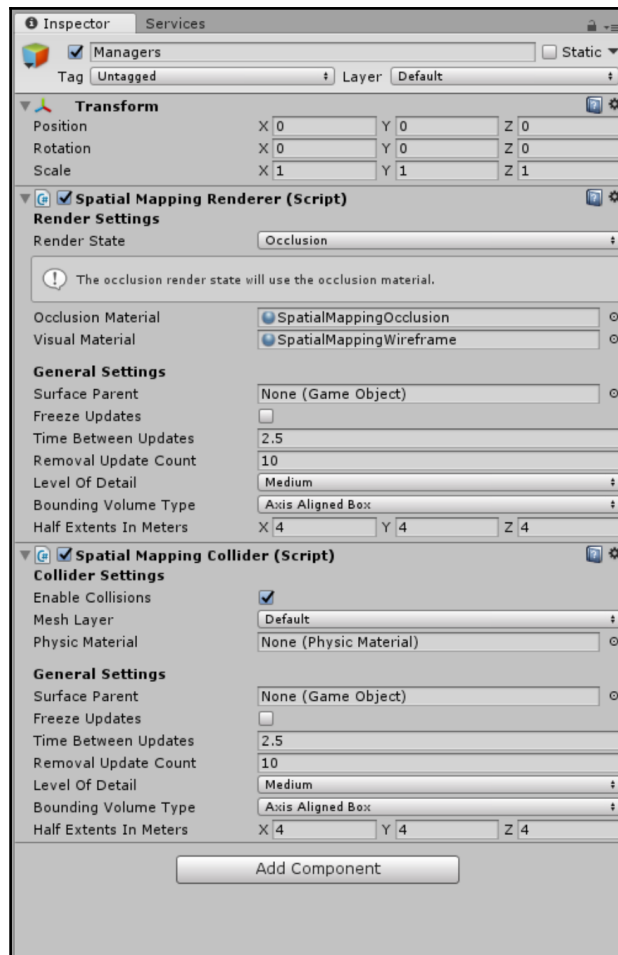 Inspector Services
Managers Static
Tag Untagged Layer Default
Transform
Position X 0 Y 0 Z 0
Rotation X 0 Y 0 Z 0
Scale X 1 Y 1 Z 1
Spatial Mapping Renderer (Script)
Render Settings
Render State Occlusion
The occlusion render state will use the occlusion material.
Occlusion Material SpatialMappingOcclusion
Visual Material SpatialMappingWireframe
General Settings
Surface Parent None (Game Object)
Freeze Updates
Time Between Updates 2.5
Removal Update Count 10
Level Of Detail Medium
Bounding Volume Type Axis Aligned Box
Half Extents In Meters X 4 Y 4 Z 4
Spatial Mapping Collider (Script)
Collider Settings
Enable Collisions
Mesh Layer Default
Physic Material None (Physic Material)
General Settings
Surface Parent None (Game Object)
Freeze Updates
Time Between Updates 2.5
Removal Update Count 10
Level Of Detail Medium
Bounding Volume Type Axis Aligned Box
Half Extents In Meters X 4 Y 4 Z 4
Add Component